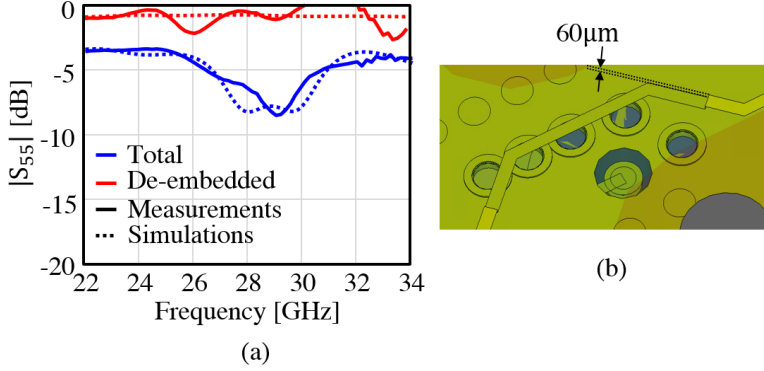 0
-5
-10
-15
-20
|S55| [dB]
Total
De-embedded
Measurements
Simulations
22 24 26 28 30 32 34
Frequency [GHz]
(a)
60μm
(b)